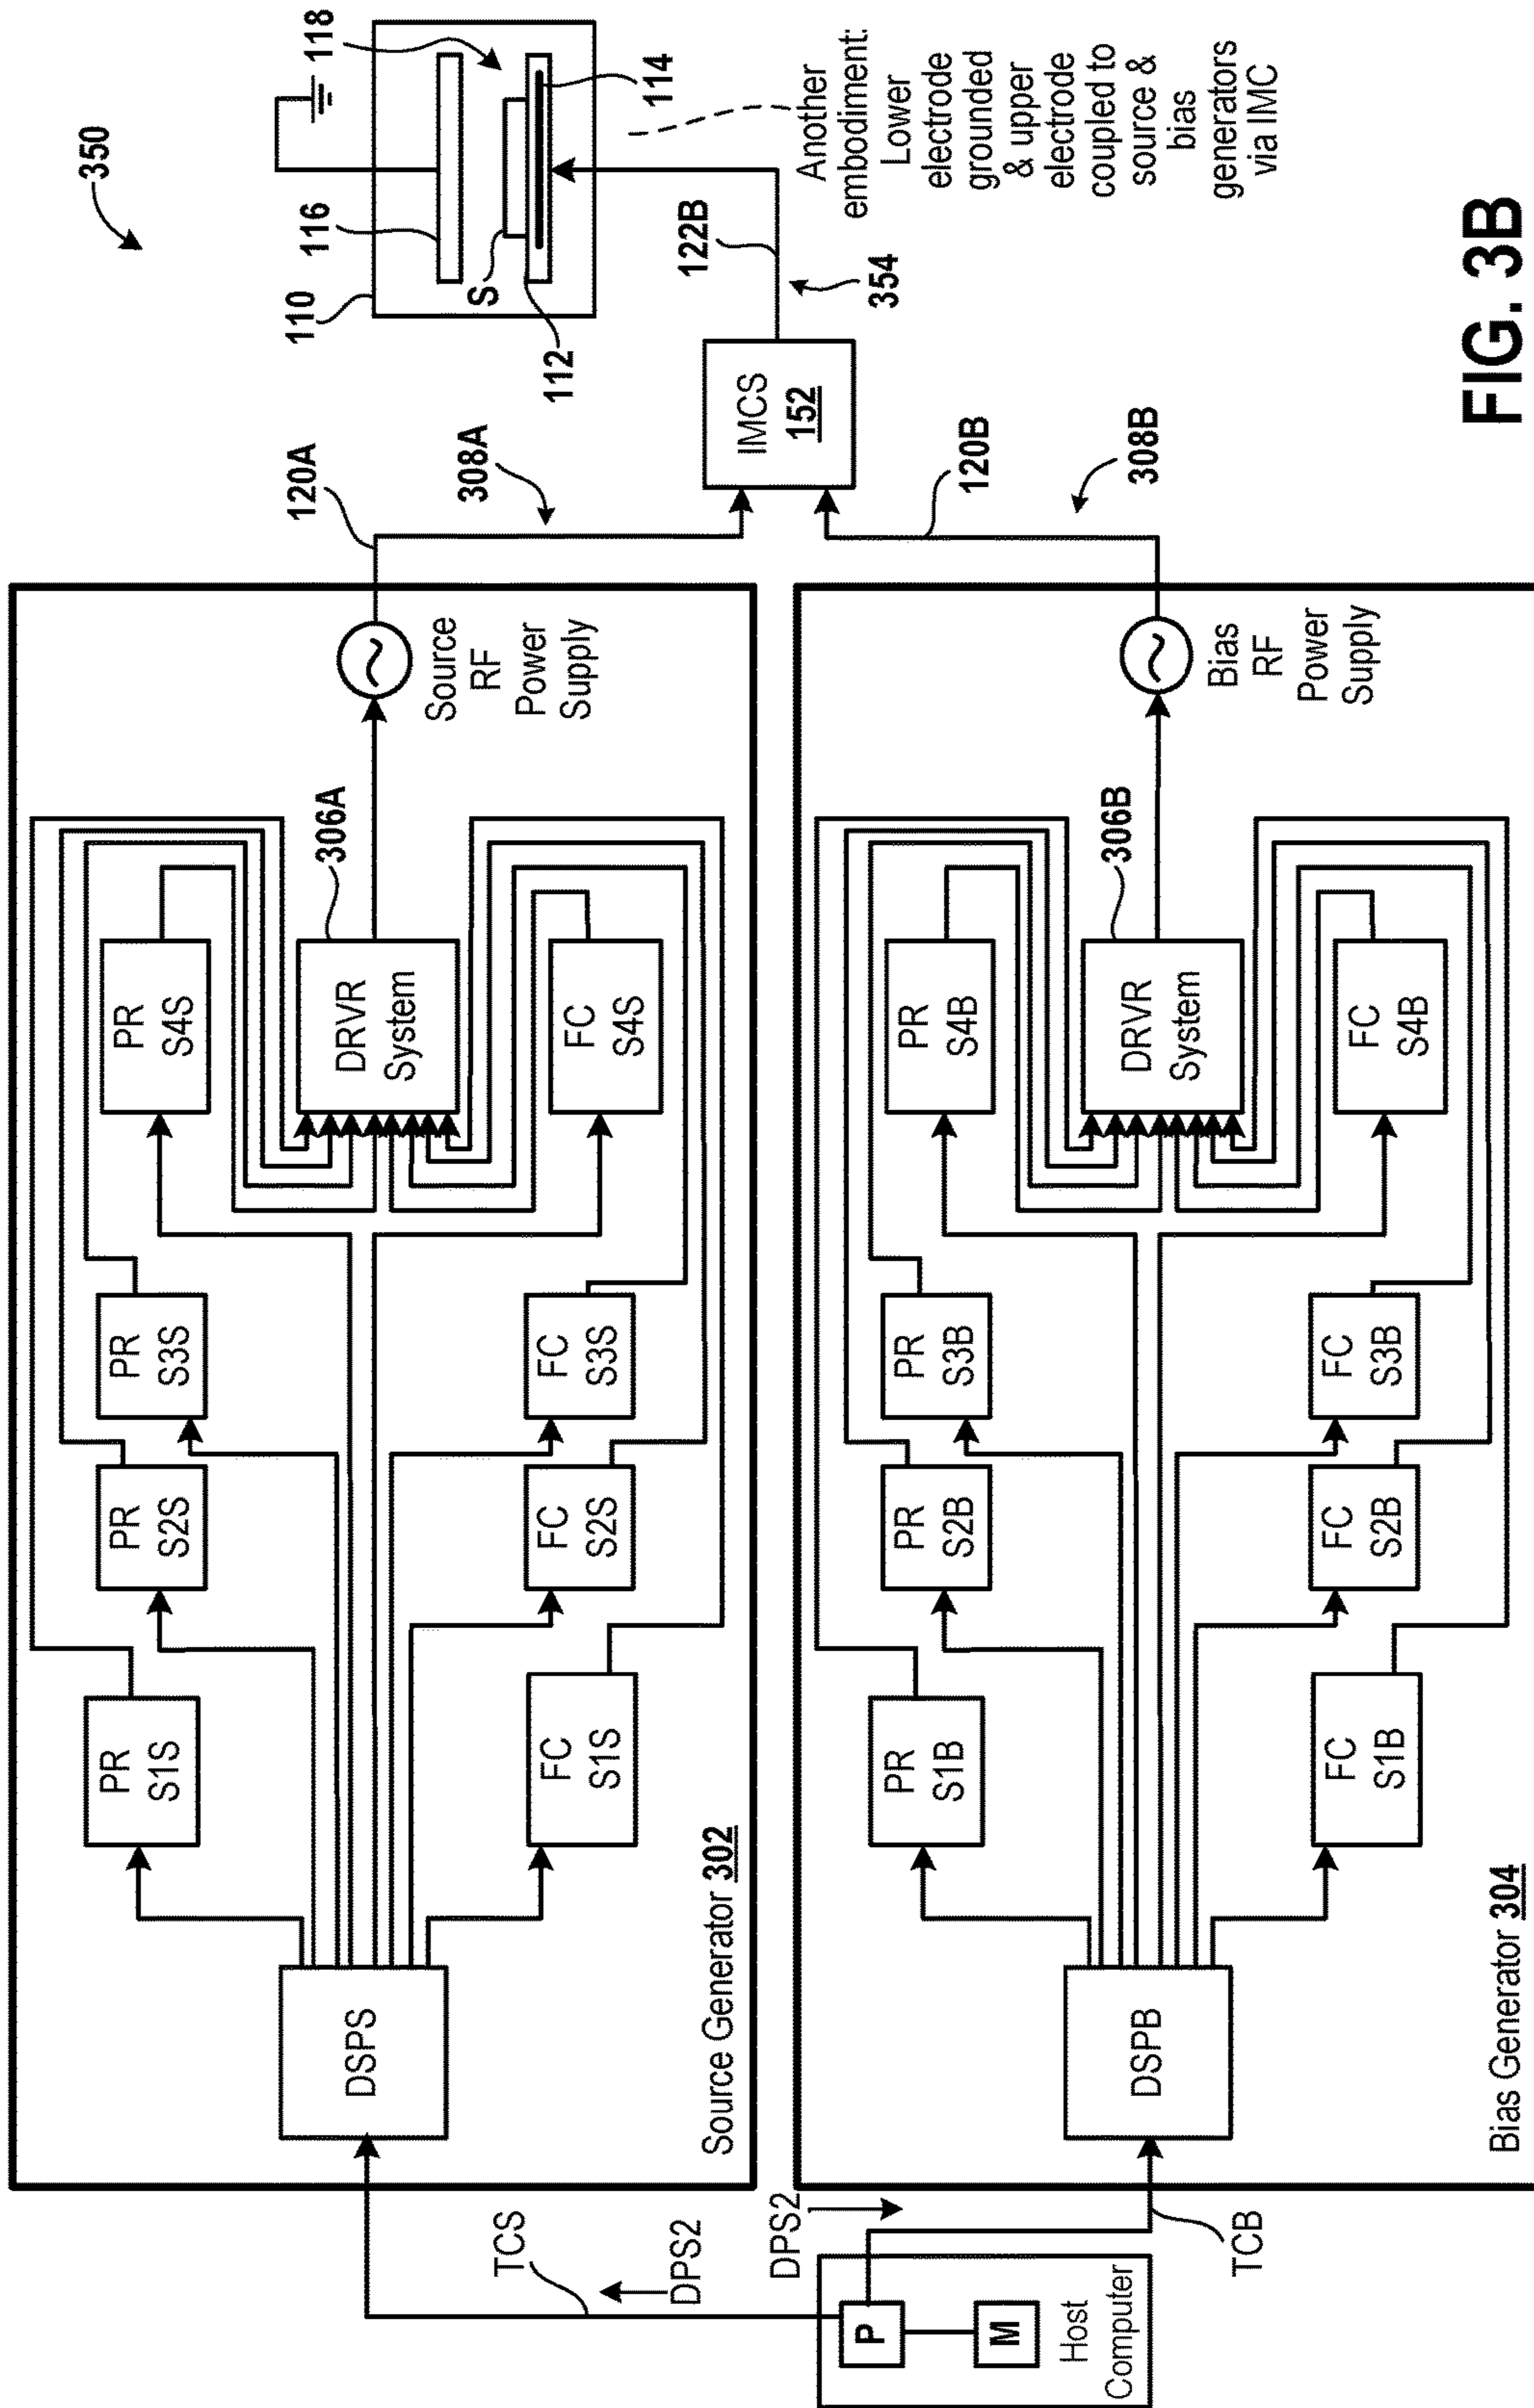 350
110
116
S
112
118
114
Another
embodiment:
Lower
electrode
grounded
& upper
electrode
coupled to
source &
bias
generators
via IMC
122B
354
IMCS
152
120A
308A
120B
308B
Source
RF
Power
Supply
306A
DRVR
System
PR
S1S
PR
S2S
PR
S3S
PR
S4S
FC
S1S
FC
S2S
FC
S3S
FC
S4S
DSPS
Source Generator 302
Bias
RF
Power
Supply
306B
DRVR
System
PR
S1B
PR
S2B
PR
S3B
PR
S4B
FC
S1B
FC
S2B
FC
S3B
FC
S4B
DSPB
Bias Generator 304
TCS
DPS2
DPS2
TCB
P
M
Host
Computer
FIG. 3B